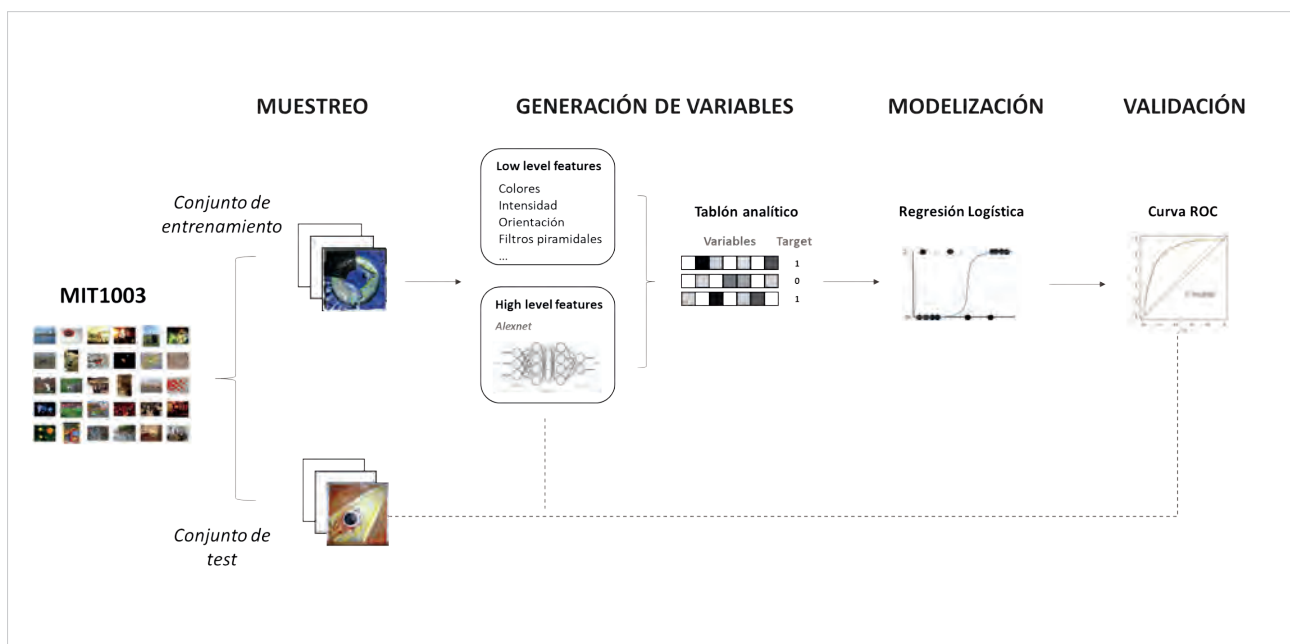 MUESTREO
GENERACIÓN DE VARIABLES
MODELIZACIÓN
VALIDACIÓN
MIT1003
Conjunto de
entrenamiento
Conjunto de
test
Low level features
Colores
Intensidad
Orientación
Filtros piramidales
...
High level features
Alexnet
Tablón analítico
Variables Target
1
0
1
Regresión Logística
Curva ROC